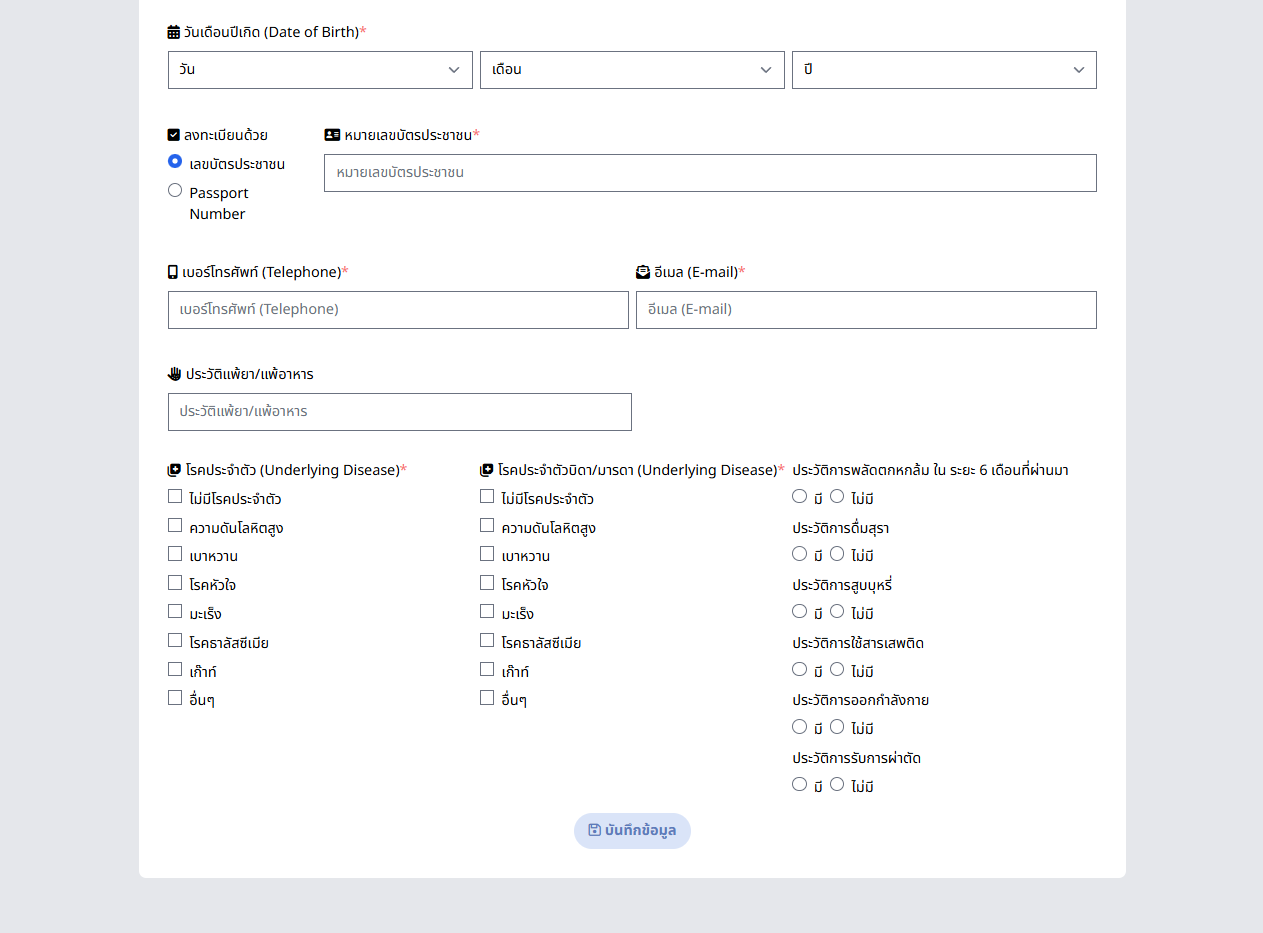 วันเดือนปีเกิด (Date of Birth)*
วัน เดือน ปี
ลงทะเบียนด้วย หมายเลขบัตรประชาชน*
เลขบัตรประชาชน หมายเลขบัตรประชาชน
Passport
Number
เบอร์โทรศัพท์ (Telephone)* อีเมล (E-mail)*
เบอร์โทรศัพท์ (Telephone) อีเมล (E-mail)
ประวัติแพ้ยา/แพ้อาหาร
ประวัติแพ้ยา/แพ้อาหาร
โรคประจำตัว (Underlying Disease)*
ไม่มีโรคประจำตัว
ความดันโลหิตสูง
เบาหวาน
โรคหัวใจ
มะเร็ง
โรคธาลัสซีเมีย
เก๊าท์
อื่นๆ
โรคประจำตัวบิดา/มารดา (Underlying Disease)*
ไม่มีโรคประจำตัว
ความดันโลหิตสูง
เบาหวาน
โรคหัวใจ
มะเร็ง
โรคธาลัสซีเมีย
เก๊าท์
อื่นๆ
ประวัติการพลัดตกหกล้ม ใน ระยะ 6 เดือนที่ผ่านมา
มี ไม่มี
ประวัติการดื่มสุรา
มี ไม่มี
ประวัติการสูบบุหรี่
มี ไม่มี
ประวัติการใช้สารเสพติด
มี ไม่มี
ประวัติการออกกำลังกาย
มี ไม่มี
ประวัติการรับการผ่าตัด
มี ไม่มี
บันทึกข้อมูล